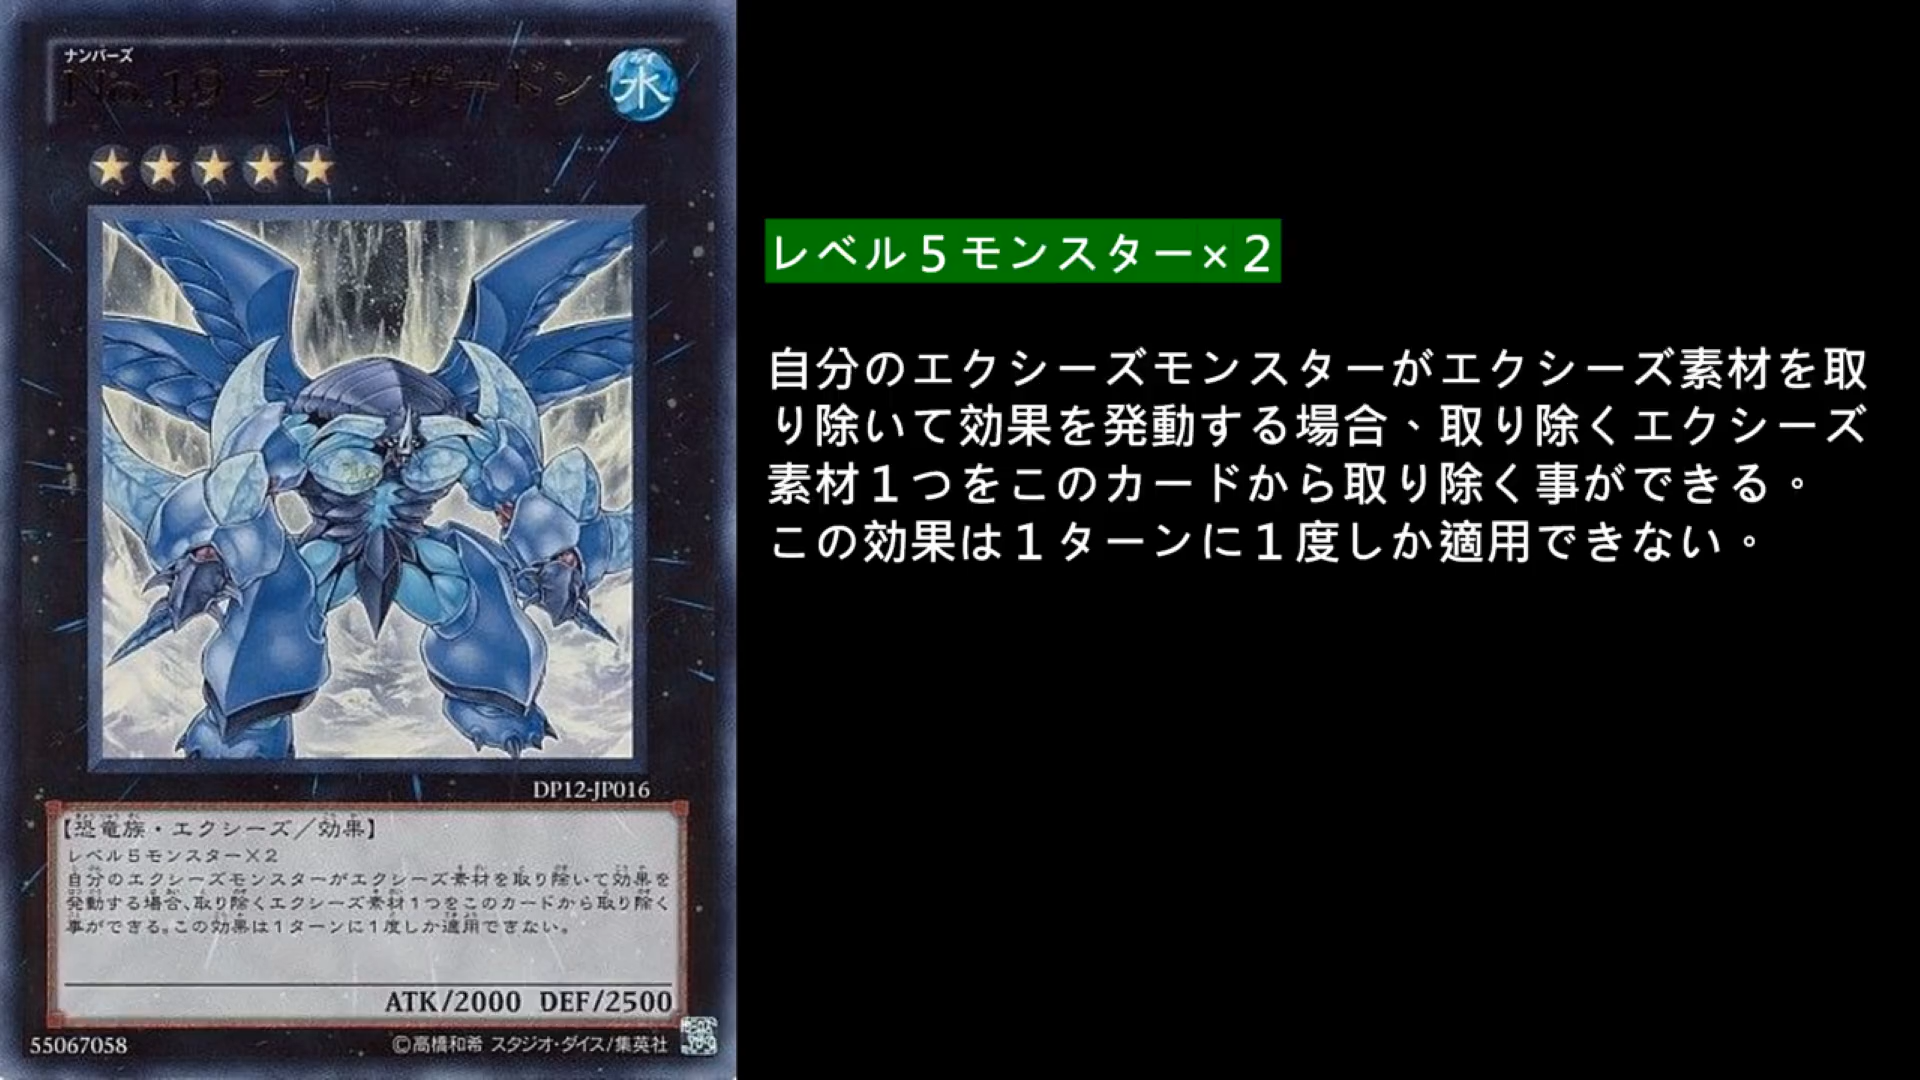 ナンバーズ
No.19 フリーザードン
水
DP12-JP016
【恐竜族・エクシーズ／効果】
レベル5モンスター×2
自分のエクシーズモンスターがエクシーズ素材を取り除いて効果を
発動する場合、取り除くエクシーズ素材1つをこのカードから取り除く
事ができる。この効果は1ターンに1度しか適用できない。
ATK/2000 DEF/2500
55067058
©高橋和希 スタジオ・ダイス/集英社
レベル５モンスター×２
自分のエクシーズモンスターがエクシーズ素材を取
り除いて効果を発動する場合、取り除くエクシーズ
素材１つをこのカードから取り除く事ができる。
この効果は１ターンに１度しか適用できない。